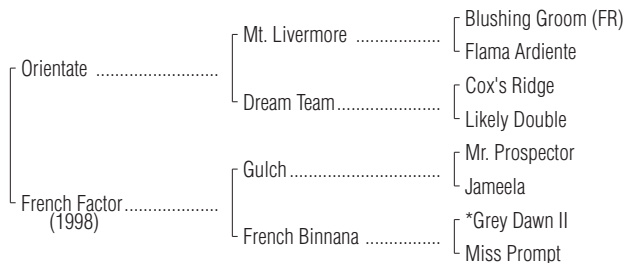 Blushing Groom (FR)
Mt. Livermore ..................
Flama Ardiente
Orientate ..........................
Cox's Ridge
Dream Team ......................
Likely Double
Mr. Prospector
Gulch ................................
Jameela
French Factor ....................
(1998)
*Grey Dawn II
French Binnana ................
Miss Prompt